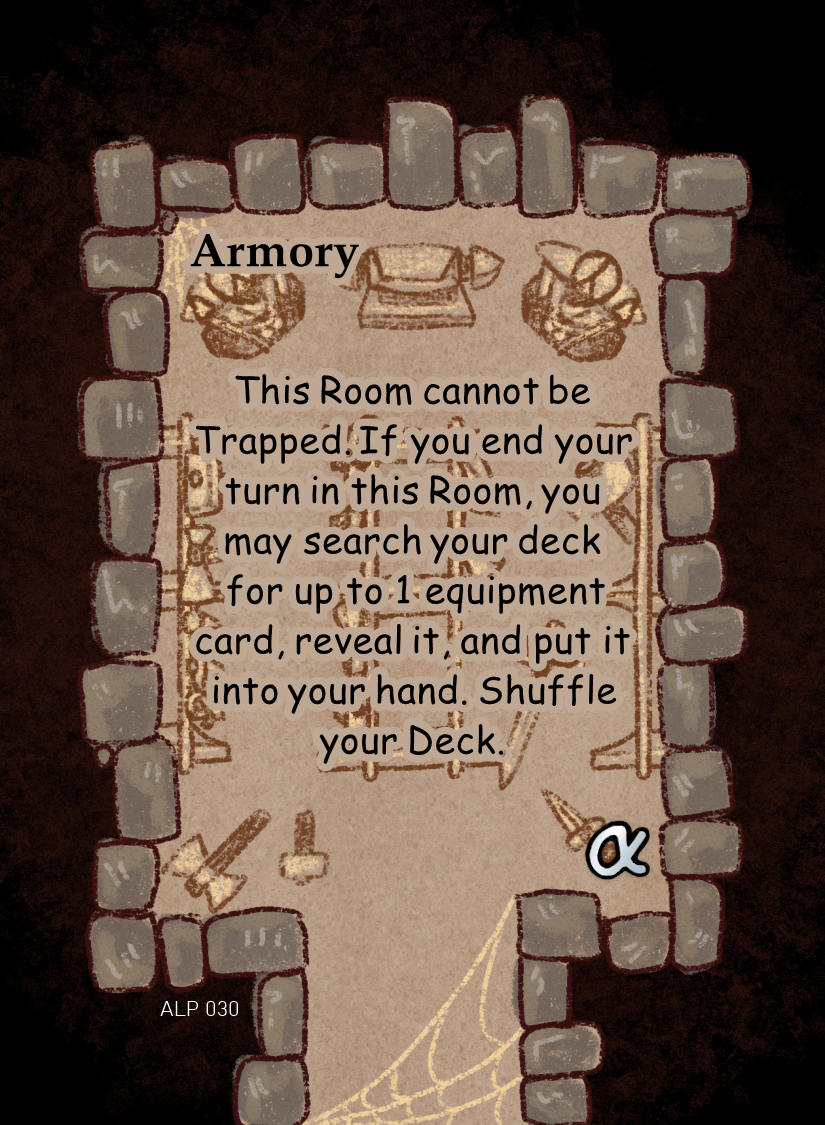 Armory
This Room cannot be
Trapped. If you end your
turn in this Room, you
may search your deck
for up to 1 equipment
card, reveal it, and put it
into your hand. Shuffle
your Deck.
α
ALP 030